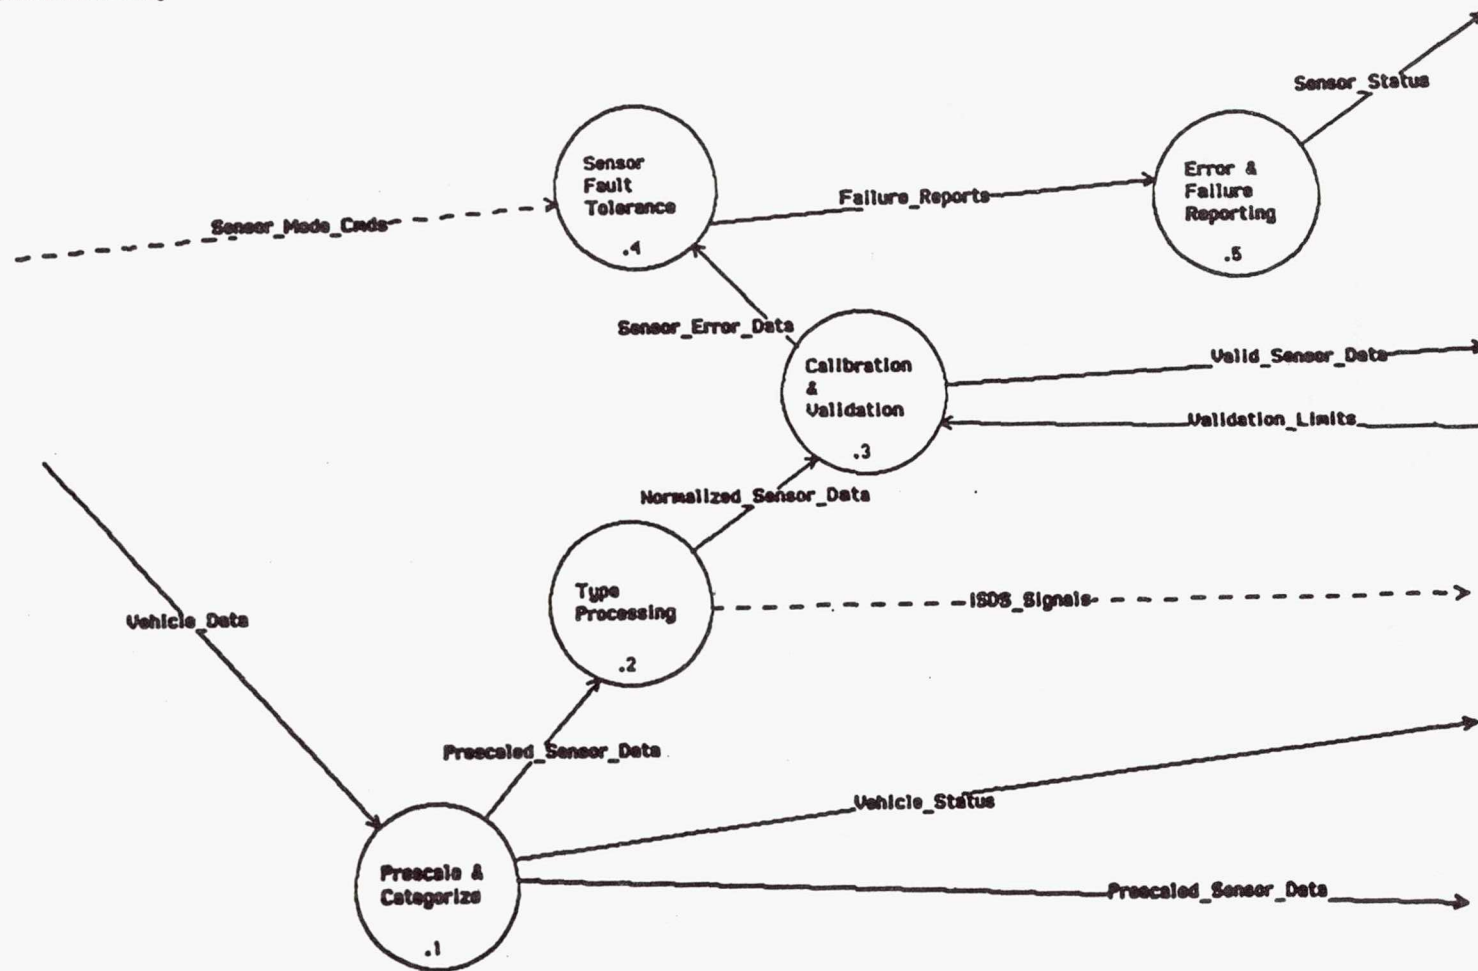 Sensor_Status
Sensor
Fault
Tolerance
.4
Error &
Failure
Reporting
.5
Failure_Reports
Sensor_Mode_Cmds
Sensor_Error_Data
Calibration
&
Validation
.3
Valid_Sensor_Data
Validation_Limits
Normalized_Sensor_Data
Type
Processing
.2
ISDS_Signals
Vehicle_Data
Prescaled_Sensor_Data
Vehicle_Status
Prescale &
Categorize
.1
Prescaled_Sensor_Data